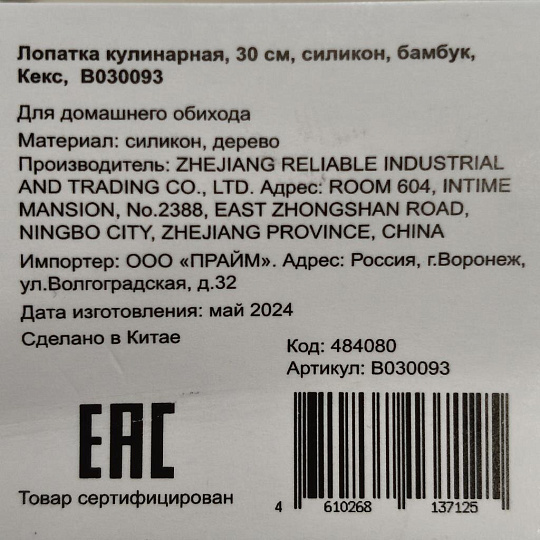 Лопатка кулинарная, 30 см, силикон, бамбук,
Кекс, B030093
Для домашнего обихода
Материал: силикон, дерево
Производитель: ZHEJIANG RELIABLE INDUSTRIAL
AND TRADING CO., LTD. Адрес: ROOM 604, INTIME
MANSION, No.2388, EAST ZHONGSHAN ROAD,
NINGBO CITY, ZHEJIANG PROVINCE, CHINA
Импортер: ООО «ПРАЙМ». Адрес: Россия, г.Воронеж,
ул.Волгоградская, д.32
Дата изготовления: май 2024
Сделано в Китае
Код: 484080
Артикул: B030093
EAC
Товар сертифицирован
4 610268 137125